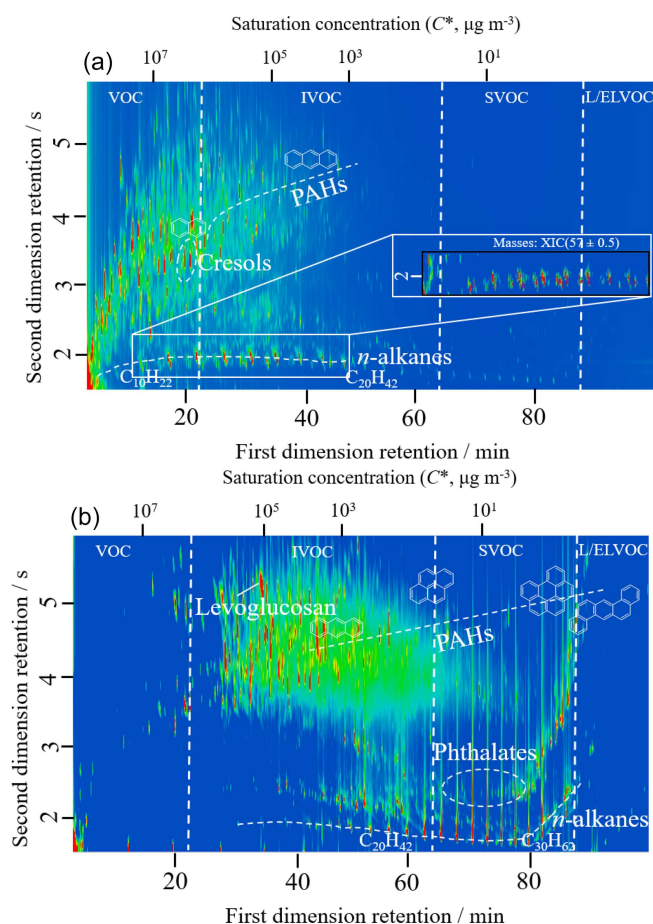 Saturation concentration (C*, μg m⁻³)
10⁷ 10⁵ 10³ 10¹
(a)
VOC IVOC SVOC L/ELVOC
Second dimension retention / s
5
4
3
2
PAHs
Cresols
Masses: XIC(57 ± 0.5)
2
n-alkanes
C₁₀H₂₂ C₂₀H₄₂
20 40 60 80
First dimension retention / min
Saturation concentration (C*, μg m⁻³)
10⁷ 10⁵ 10³ 10¹
(b)
VOC IVOC SVOC L/ELVOC
Second dimension retention / s
5
4
3
2
Levoglucosan
PAHs
Phthalates
n-alkanes
C₂₀H₄₂ C₃₀H₆₂
20 40 60 80
First dimension retention / min